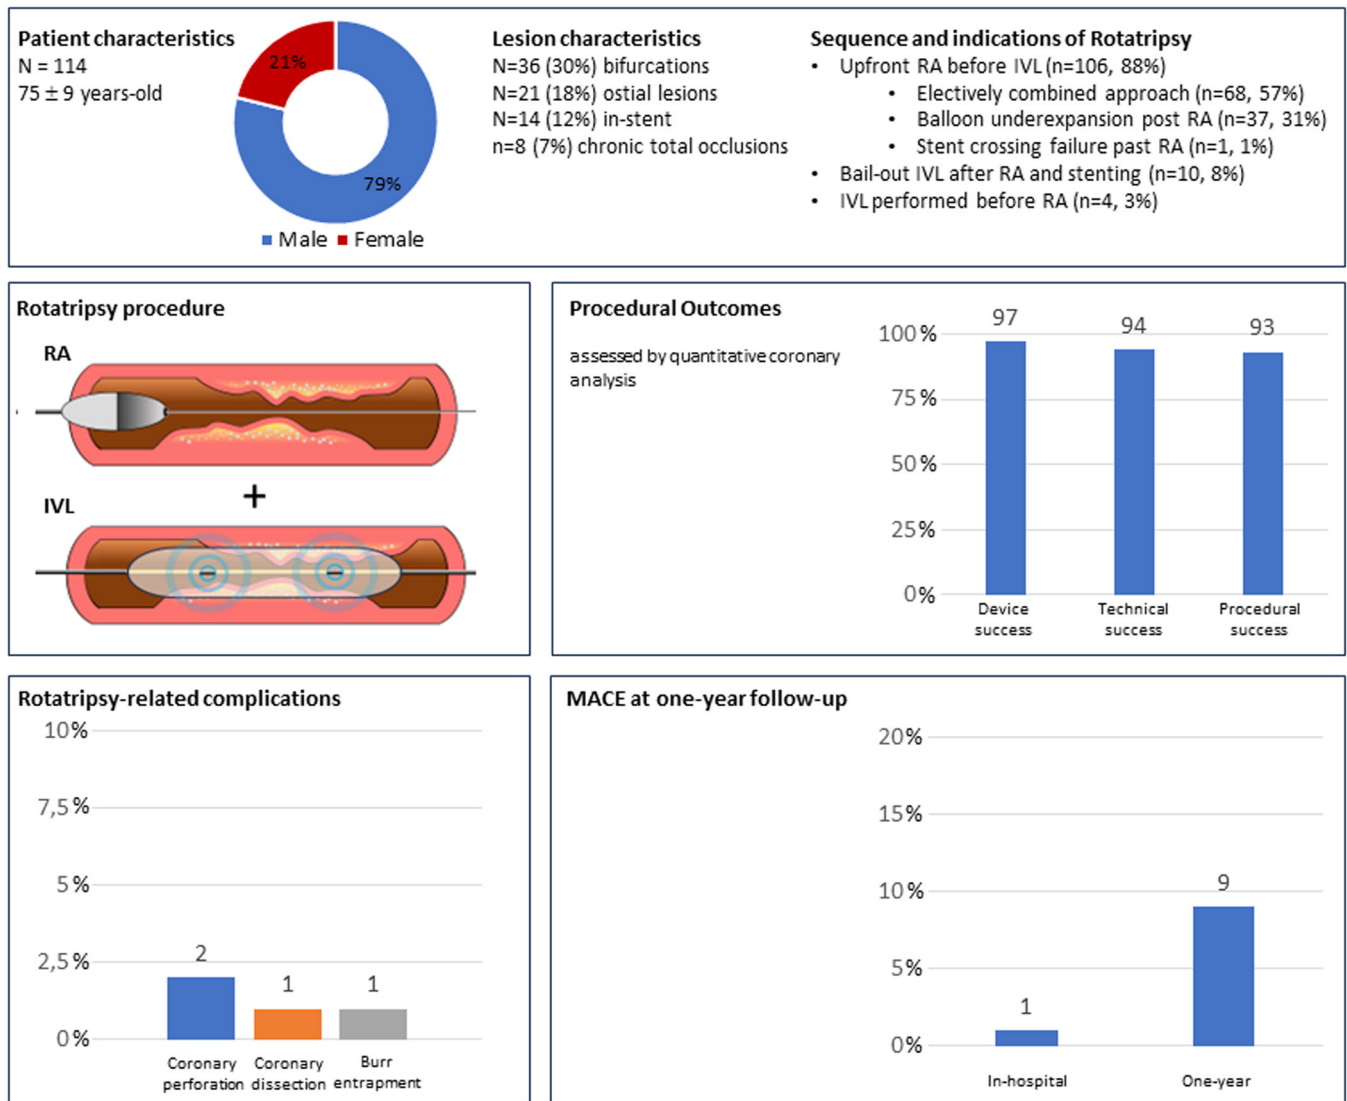 Patient characteristics
N = 114
75 ± 9 years-old
21%
79%
Male Female
Lesion characteristics
N=36 (30%) bifurcations
N=21 (18%) ostial lesions
N=14 (12%) in-stent
n=8 (7%) chronic total occlusions
Sequence and indications of Rotatripsy
• Upfront RA before IVL (n=106, 88%)
• Electively combined approach (n=68, 57%)
• Balloon underexpansion post RA (n=37, 31%)
• Stent crossing failure past RA (n=1, 1%)
• Bail-out IVL after RA and stenting (n=10, 8%)
• IVL performed before RA (n=4, 3%)
Rotatripsy procedure
RA
+
IVL
Procedural Outcomes
assessed by quantitative coronary
analysis
100%
75%
50%
25%
0%
97
94
93
Device
success
Technical
success
Procedural
success
Rotatripsy-related complications
10%
7,5%
5%
2,5%
0%
2
1
1
Coronary
perforation
Coronary
dissection
Burr
entrapment
MACE at one-year follow-up
20%
15%
10%
5%
0%
1
9
In-hospital
One-year